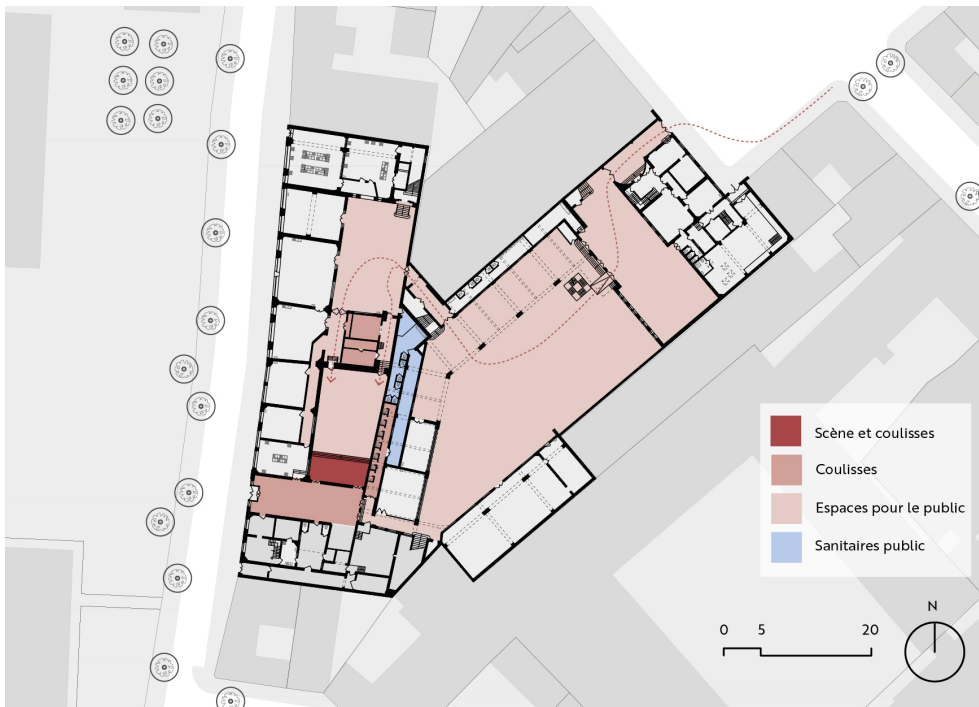 Scène et coulisses
Coulisses
Espaces pour le public
Sanitaires public
N
0 5 20